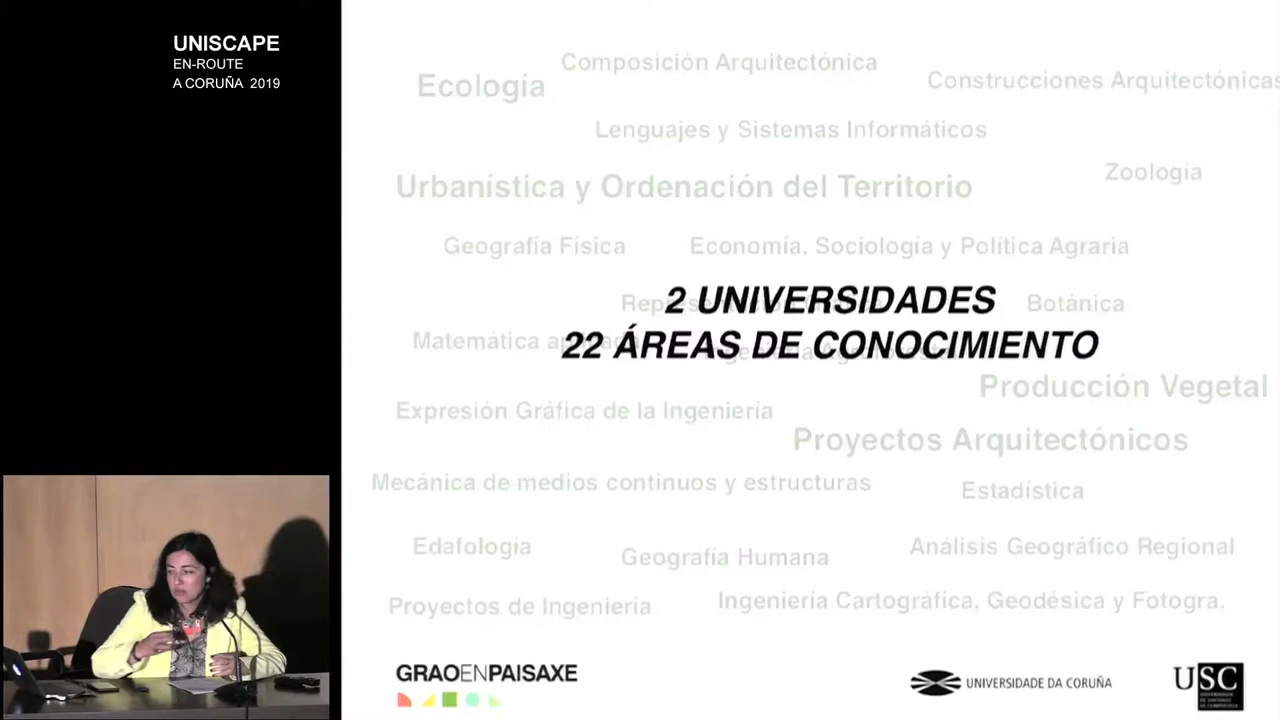 UNISCAPE
EN-ROUTE
A CORUÑA 2019
Composición Arquitectónica
Ecología
Construcciones Arquitectónicas
Lenguajes y Sistemas Informáticos
Zoología
Urbanística y Ordenación del Territorio
Geografía Física
Economía, Sociología y Política Agraria
2 UNIVERSIDADES
Botánica
Matemática
22 ÁREAS DE CONOCIMIENTO
Producción Vegetal
Expresión Gráfica de la Ingeniería
Proyectos Arquitectónicos
Mecánica de medios continuos y estructuras
Estadística
Edafología
Geografía Humana
Análisis Geográfico Regional
Proyectos de Ingeniería
Ingeniería Cartográfica, Geodésica y Fotogra.
GRAOENPAISAXE
UNIVERSIDADE DA CORUÑA
USC